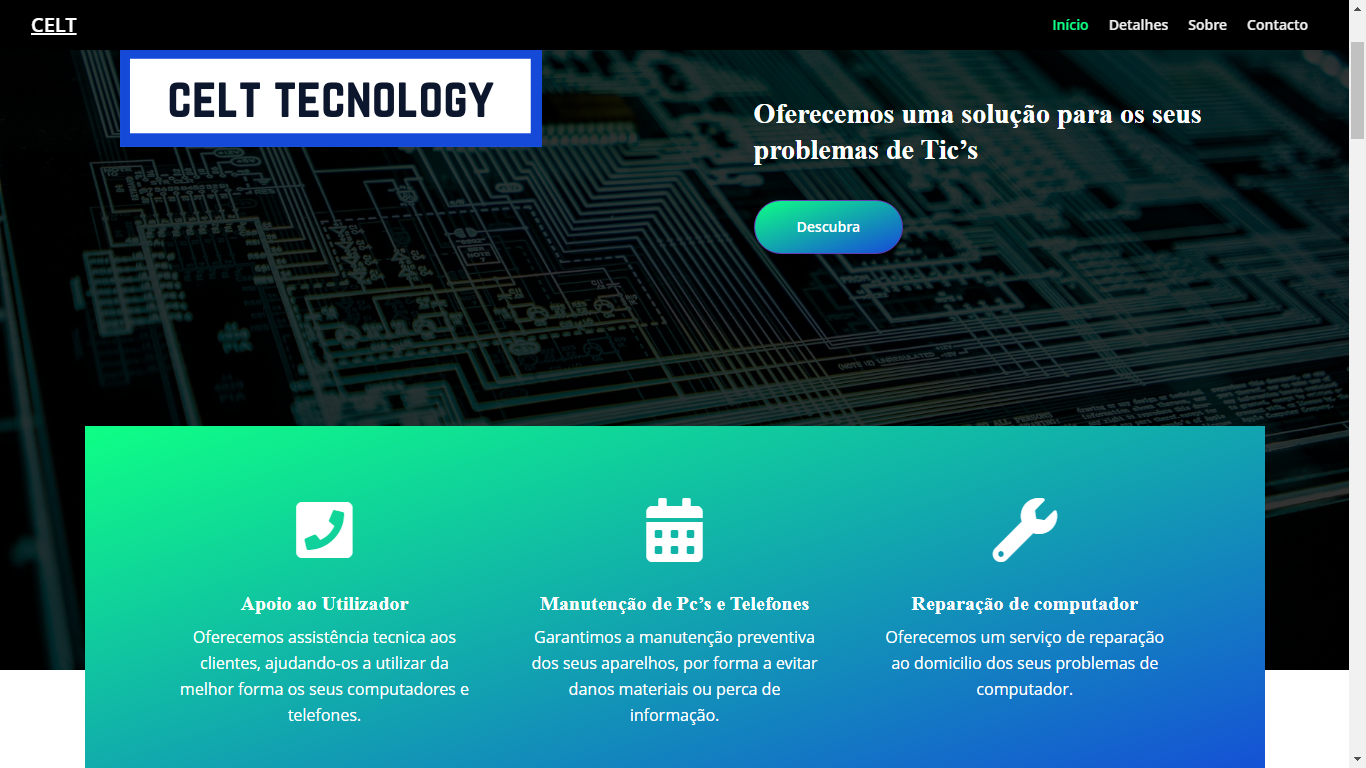 CELT
Início Detalhes Sobre Contacto
CELT TECNOLOGY
Oferecemos uma solução para os seus
problemas de Tic’s
Descubra
Apoio ao Utilizador
Oferecemos assistência tecnica aos
clientes, ajudando-os a utilizar da
melhor forma os seus computadores e
telefones.
Manutenção de Pc’s e Telefones
Garantimos a manutenção preventiva
dos seus aparelhos, por forma a evitar
danos materiais ou perca de
informação.
Reparação de computador
Oferecemos um serviço de reparação
ao domicilio dos seus problemas de
computador.